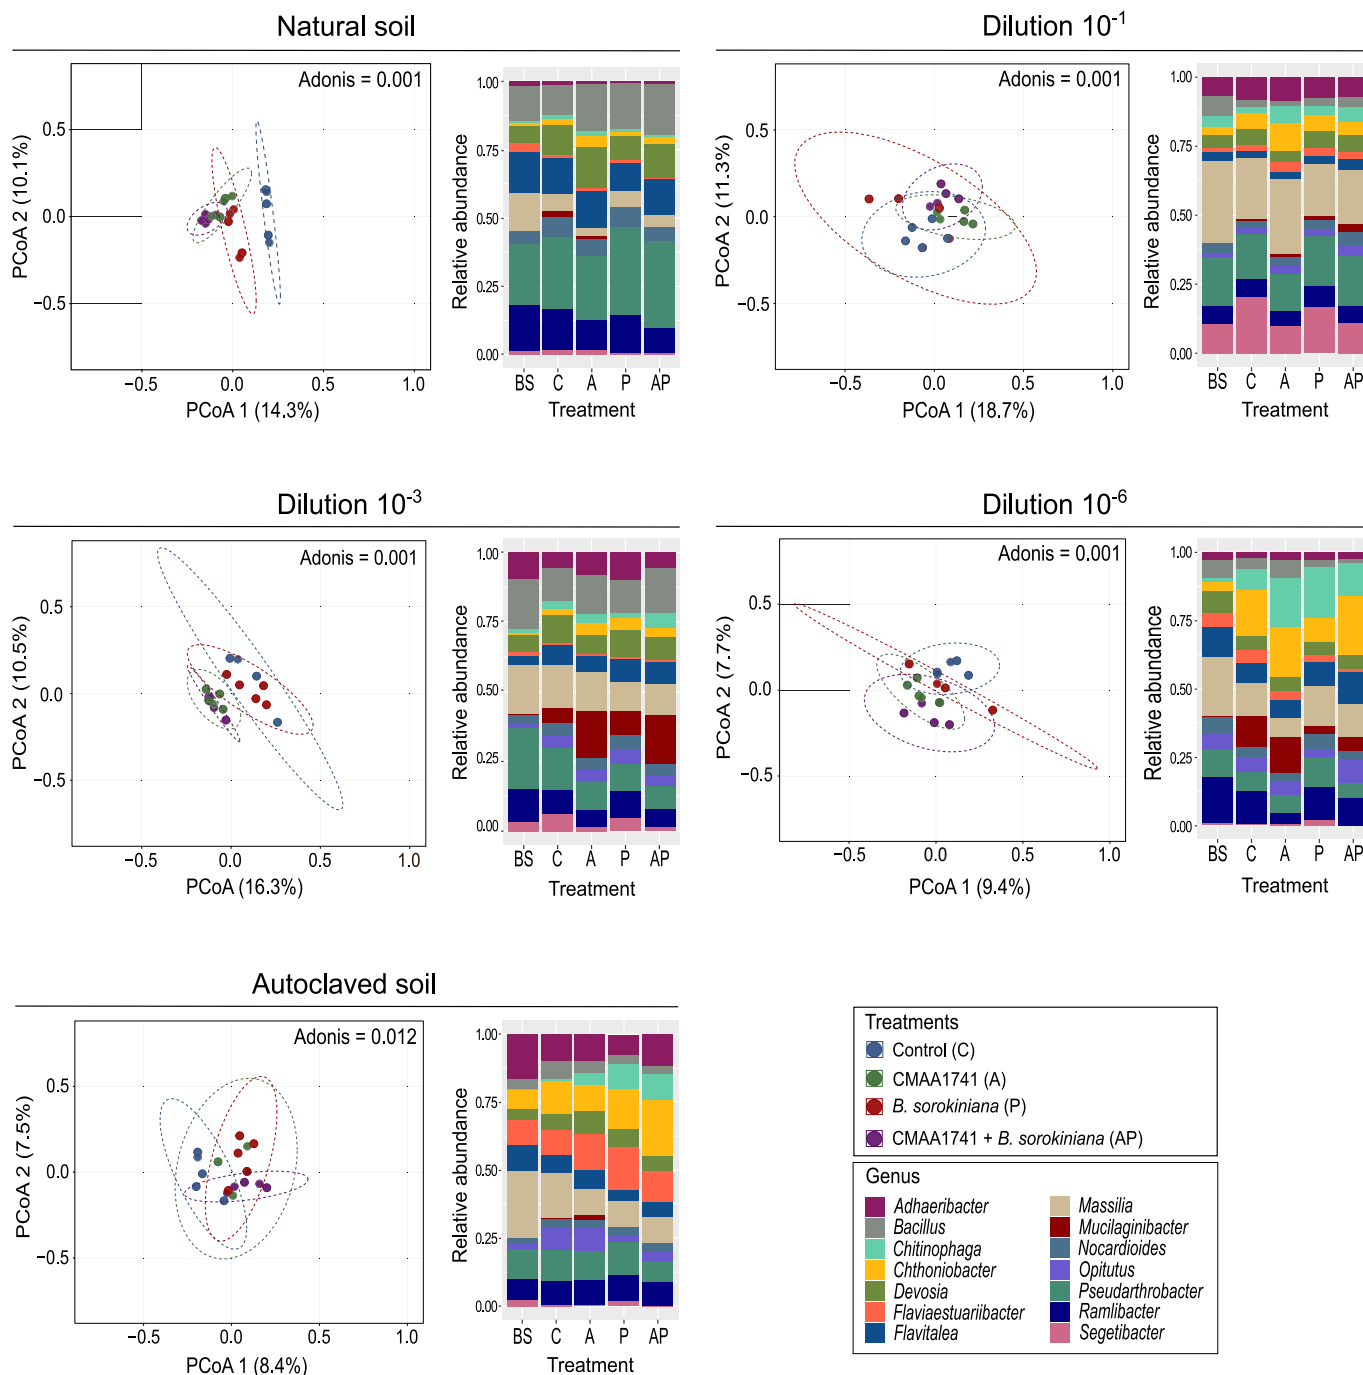 Natural soil
Adonis = 0.001
PCoA 2 (10.1%)
0.5
0.0
−0.5
−0.5 0.0 0.5 1.0
PCoA 1 (14.3%)
Relative abundance
1.00
0.75
0.50
0.25
0.00
BS C A P AP
Treatment
Dilution 10-1
Adonis = 0.001
PCoA 2 (11.3%)
0.5
0.0
−0.5
−0.5 0.0 0.5 1.0
PCoA 1 (18.7%)
Relative abundance
1.00
0.75
0.50
0.25
0.00
BS C A P AP
Treatment
Dilution 10-3
Adonis = 0.001
PCoA 2 (10.5%)
0.5
0.0
−0.5
−0.5 0.0 0.5 1.0
PCoA (16.3%)
Relative abundance
1.00
0.75
0.50
0.25
0.00
BS C A P AP
Treatment
Dilution 10-6
Adonis = 0.001
PCoA 2 (7.7%)
0.5
0.0
−0.5
−0.5 0.0 0.5 1.0
PCoA 1 (9.4%)
Relative abundance
1.00
0.75
0.50
0.25
0.00
BS C A P AP
Treatment
Autoclaved soil
Adonis = 0.012
PCoA 2 (7.5%)
0.5
0.0
−0.5
−0.5 0.0 0.5 1.0
PCoA 1 (8.4%)
Relative abundance
1.00
0.75
0.50
0.25
0.00
BS C A P AP
Treatment
Treatments
Control (C)
CMAA1741 (A)
B. sorokiniana (P)
CMAA1741 + B. sorokiniana (AP)
Genus
Adhaeribacter
Bacillus
Chitinophaga
Chthoniobacter
Devosia
Flaviaestuariibacter
Flavitalea
Massilia
Mucilaginibacter
Nocardioides
Opitutus
Pseudarthrobacter
Ramlibacter
Segetibacter